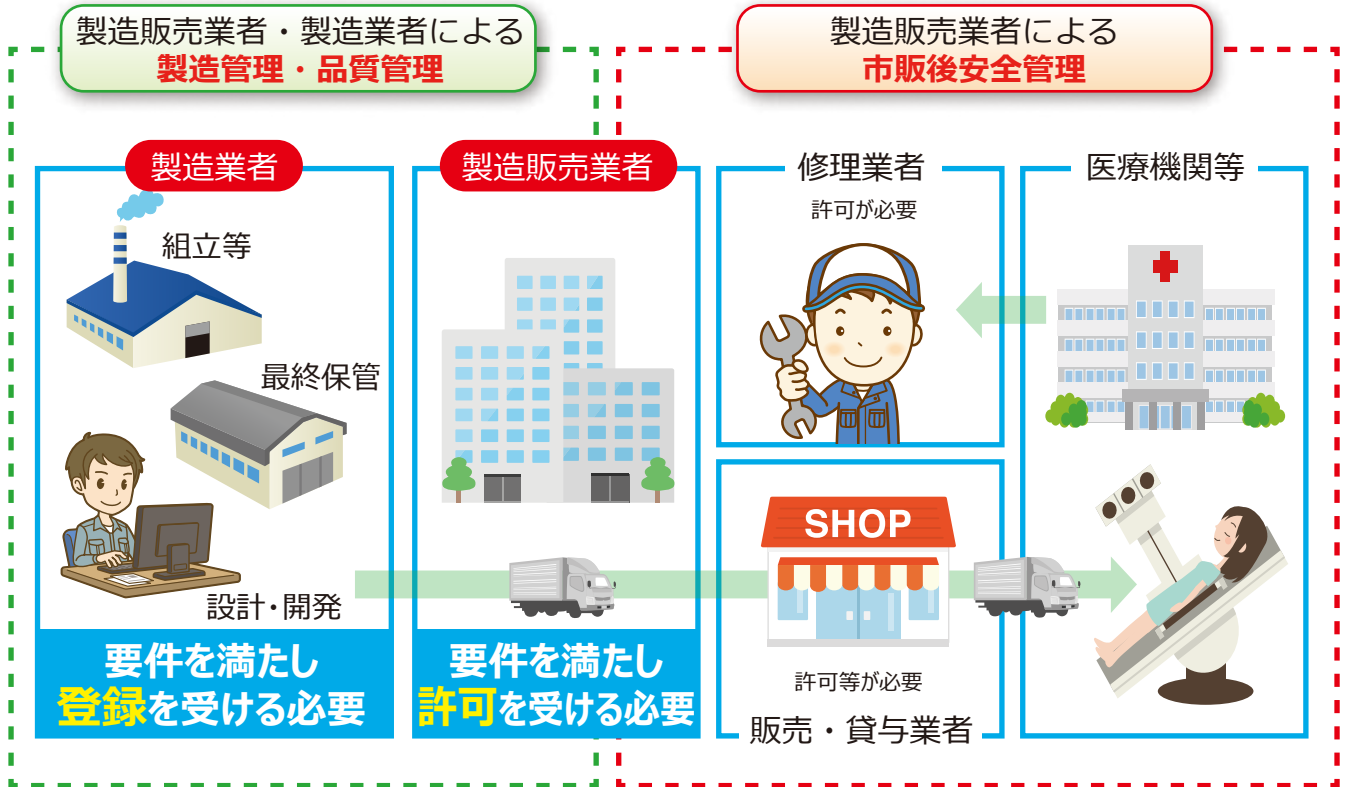 製造販売業者・製造業者による
製造管理・品質管理
製造販売業者による
市販後安全管理
製造業者
組立等
最終保管
設計・開発
要件を満たし
登録を受ける必要
製造販売業者
要件を満たし
許可を受ける必要
修理業者
許可が必要
SHOP
許可等が必要
販売・貸与業者
医療機関等